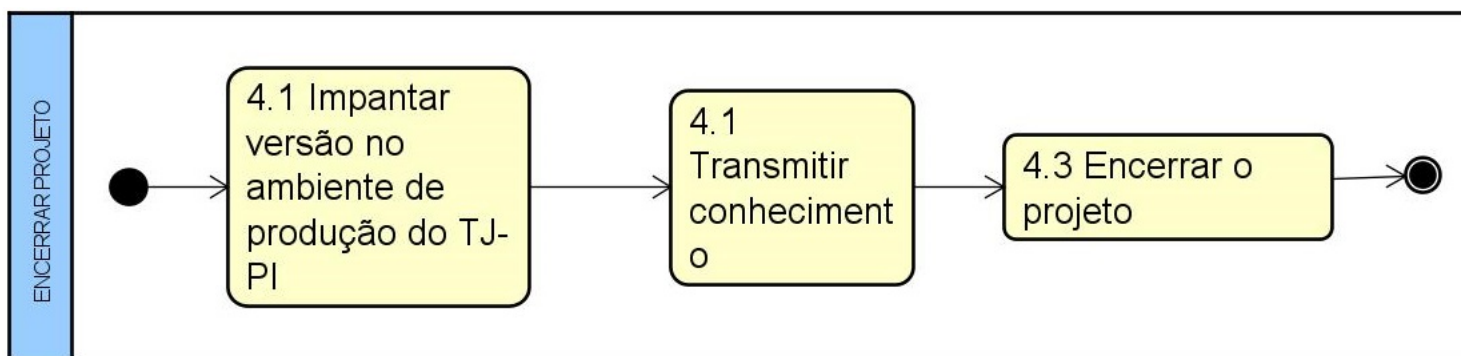 ENCERRAR PROJETO
4.1 Impantar
versão no
ambiente de
produção do TJ-
PI
4.1
Transmitir
conheciment
o
4.3 Encerrar o
projeto